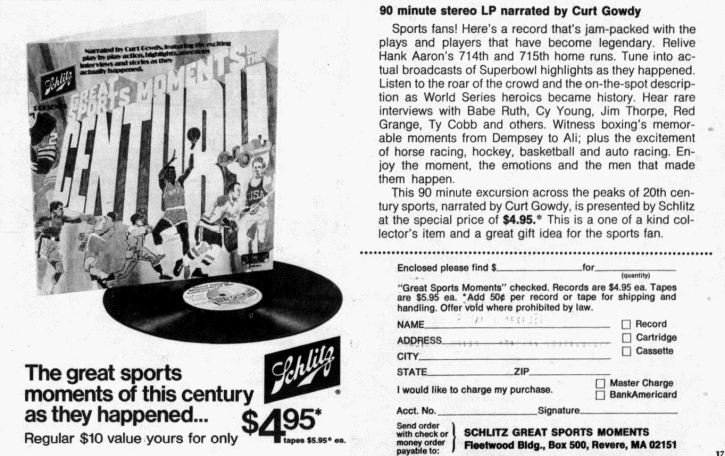 Narrated by Curt Gowdy, featuring the exciting
play by play action, highlights, anecdotes
interviews and stories as they
actually happened.
Schlitz
GREAT
SPORTS MOMENTS OF THE
CENTURY
The great sports
moments of this century
as they happened...
Regular $10 value yours for only
Schlitz
®
$4.95*
tapes $5.95* ea.
90 minute stereo LP narrated by Curt Gowdy
Sports fans! Here's a record that's jam-packed with the
plays and players that have become legendary. Relive
Hank Aaron's 714th and 715th home runs. Tune into ac-
tual broadcasts of Superbowl highlights as they happened.
Listen to the roar of the crowd and the on-the-spot descrip-
tion as World Series heroics became history. Hear rare
interviews with Babe Ruth, Cy Young, Jim Thorpe, Red
Grange, Ty Cobb and others. Witness boxing's memor-
able moments from Dempsey to Ali; plus the excitement
of horse racing, hockey, basketball and auto racing. En-
joy the moment, the emotions and the men that made
them happen.
This 90 minute excursion across the peaks of 20th cen-
tury sports, narrated by Curt Gowdy, is presented by Schlitz
at the special price of $4.95.* This is a one of a kind col-
lector's item and a great gift idea for the sports fan.
Enclosed please find $ for
(quantity)
"Great Sports Moments" checked. Records are $4.95 ea. Tapes
are $5.95 ea. *Add 50¢ per record or tape for shipping and
handling. Offer void where prohibited by law.
NAME Record
ADDRESS Cartridge
CITY Cassette
STATE ZIP
I would like to charge my purchase. Master Charge
BankAmericard
Acct. No. Signature
Send order
with check or
money order
payable to:
SCHLITZ GREAT SPORTS MOMENTS
Fleetwood Bldg., Box 500, Revere, MA 02151